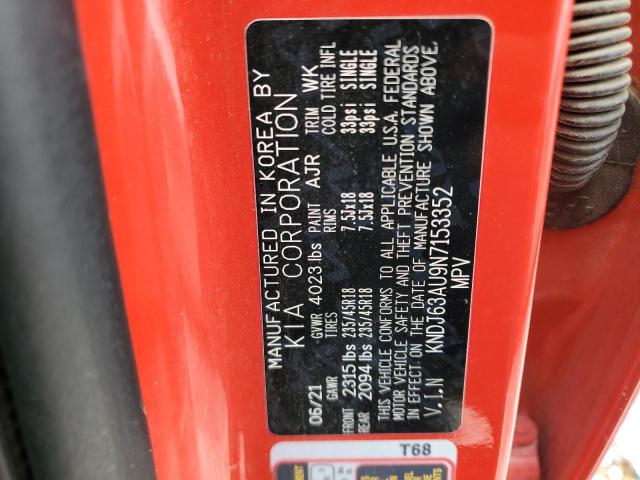 MANUFACTURED IN KOREA BY
KIA CORPORATION
06/21 GVWR 4023 lbs PAINT AJR TRIM WK
GAWR TIRES RIMS COLD TIRE INFL
FRONT 2315 lbs 235/45R18 7.5Jx18 33psi SINGLE
REAR 2094 lbs 235/45R18 7.5Jx18 33psi SINGLE
THIS VEHICLE CONFORMS TO ALL APPLICABLE U.S.A. FEDERAL
MOTOR VEHICLE SAFETY AND THEFT PREVENTION STANDARDS
IN EFFECT ON THE DATE OF MANUFACTURE SHOWN ABOVE.
V.I.N KNDJ63AU9N7153352
MPV
T68